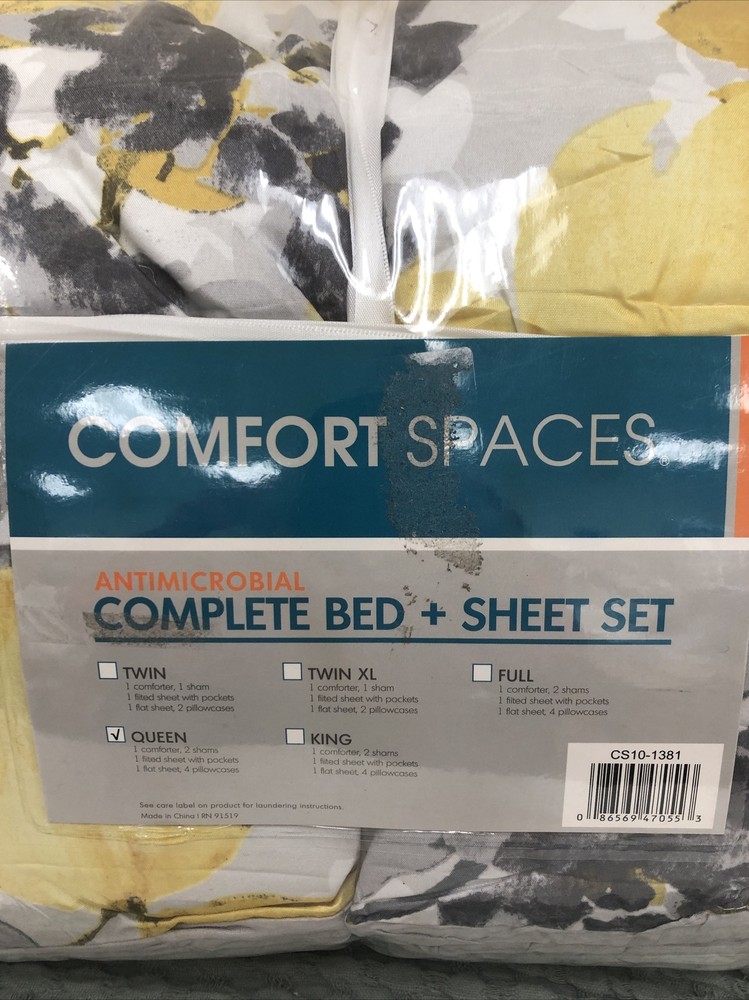 COMFORT SPACES®
ANTIMICROBIAL
COMPLETE BED + SHEET SET
TWIN
1 comforter, 1 sham
1 fitted sheet with pockets
1 flat sheet, 2 pillowcases
TWIN XL
1 comforter, 1 sham
1 fitted sheet with pockets
1 flat sheet, 2 pillowcases
FULL
1 comforter, 2 shams
1 fitted sheet with pockets
1 flat sheet, 4 pillowcases
√ QUEEN
1 comforter, 2 shams
1 fitted sheet with pockets
1 flat sheet, 4 pillowcases
KING
1 comforter, 2 shams
1 fitted sheet with pockets
1 flat sheet, 4 pillowcases
See care label on product for laundering instructions.
Made in China | RN 91519
CS10-1381
0 86569 47055 3